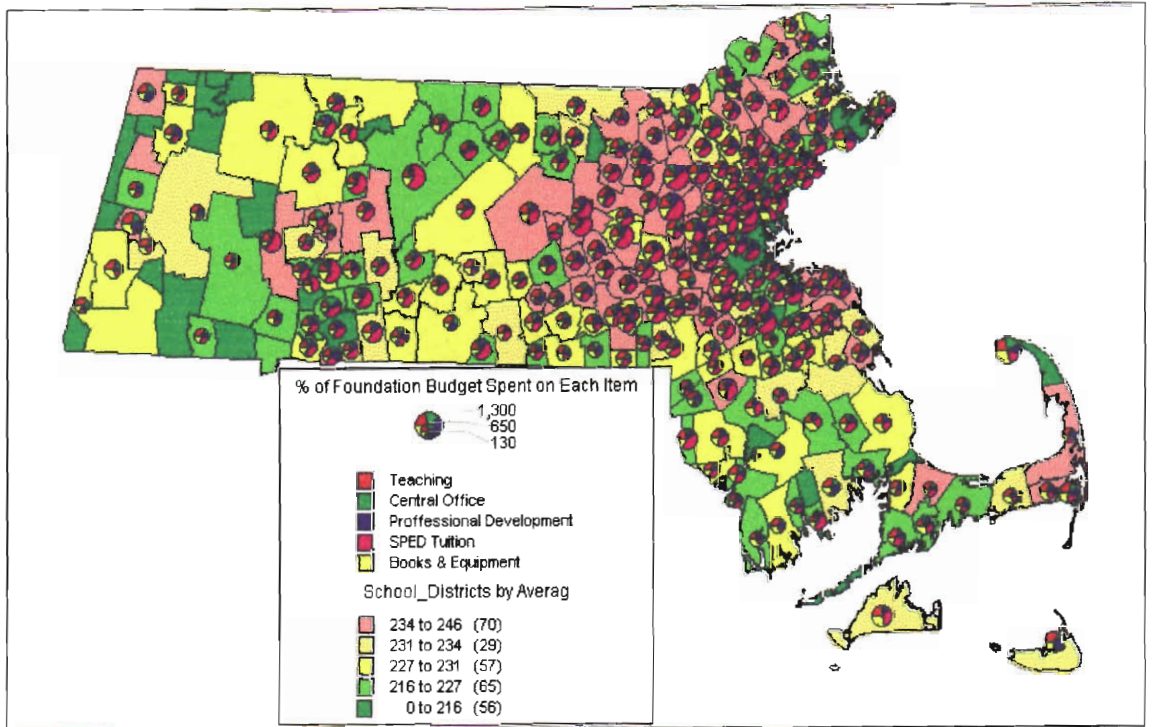 % of Foundation Budget Spent on Each Item
1,300
650
130
Teaching
Central Office
Proffessional Development
SPED Tuition
Books & Equipment
School_Districts by Averag
234 to 246 (70)
231 to 234 (29)
227 to 231 (57)
216 to 227 (65)
0 to 216 (56)